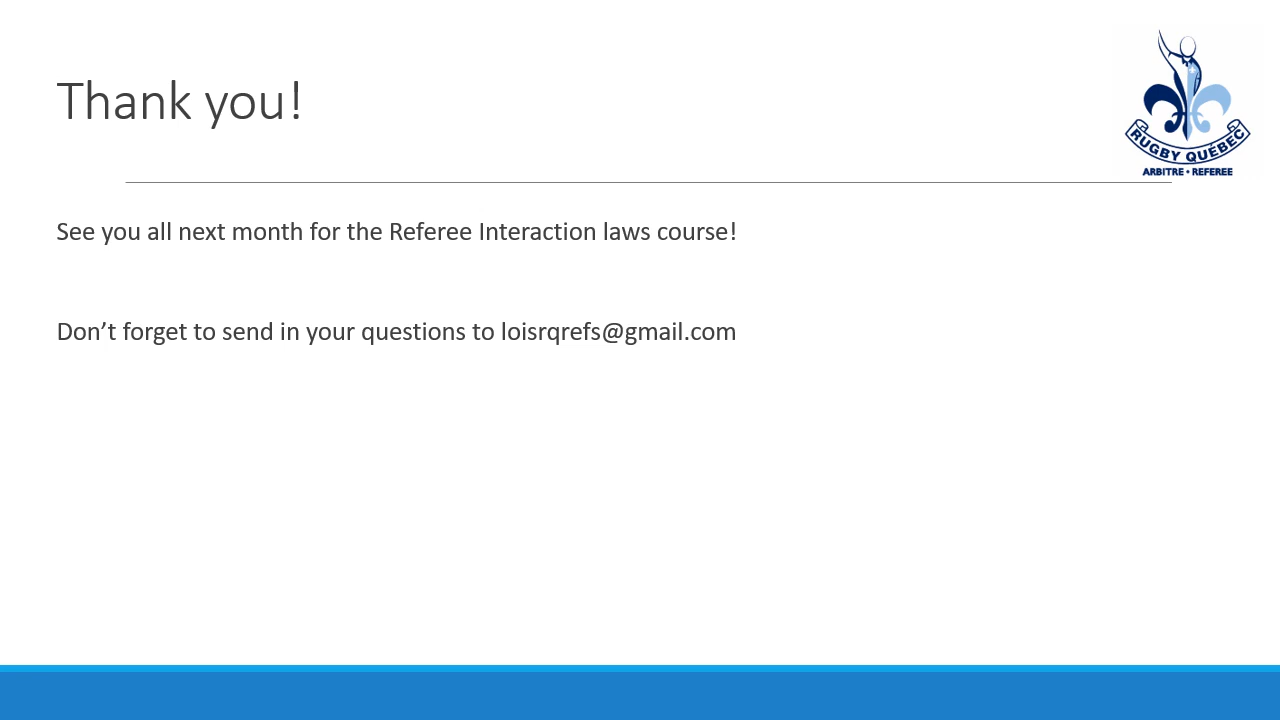 Thank you!
RUGBY QUÉBEC
ARBITRE • REFEREE
See you all next month for the Referee Interaction laws course!
Don’t forget to send in your questions to loisrqrefs@gmail.com